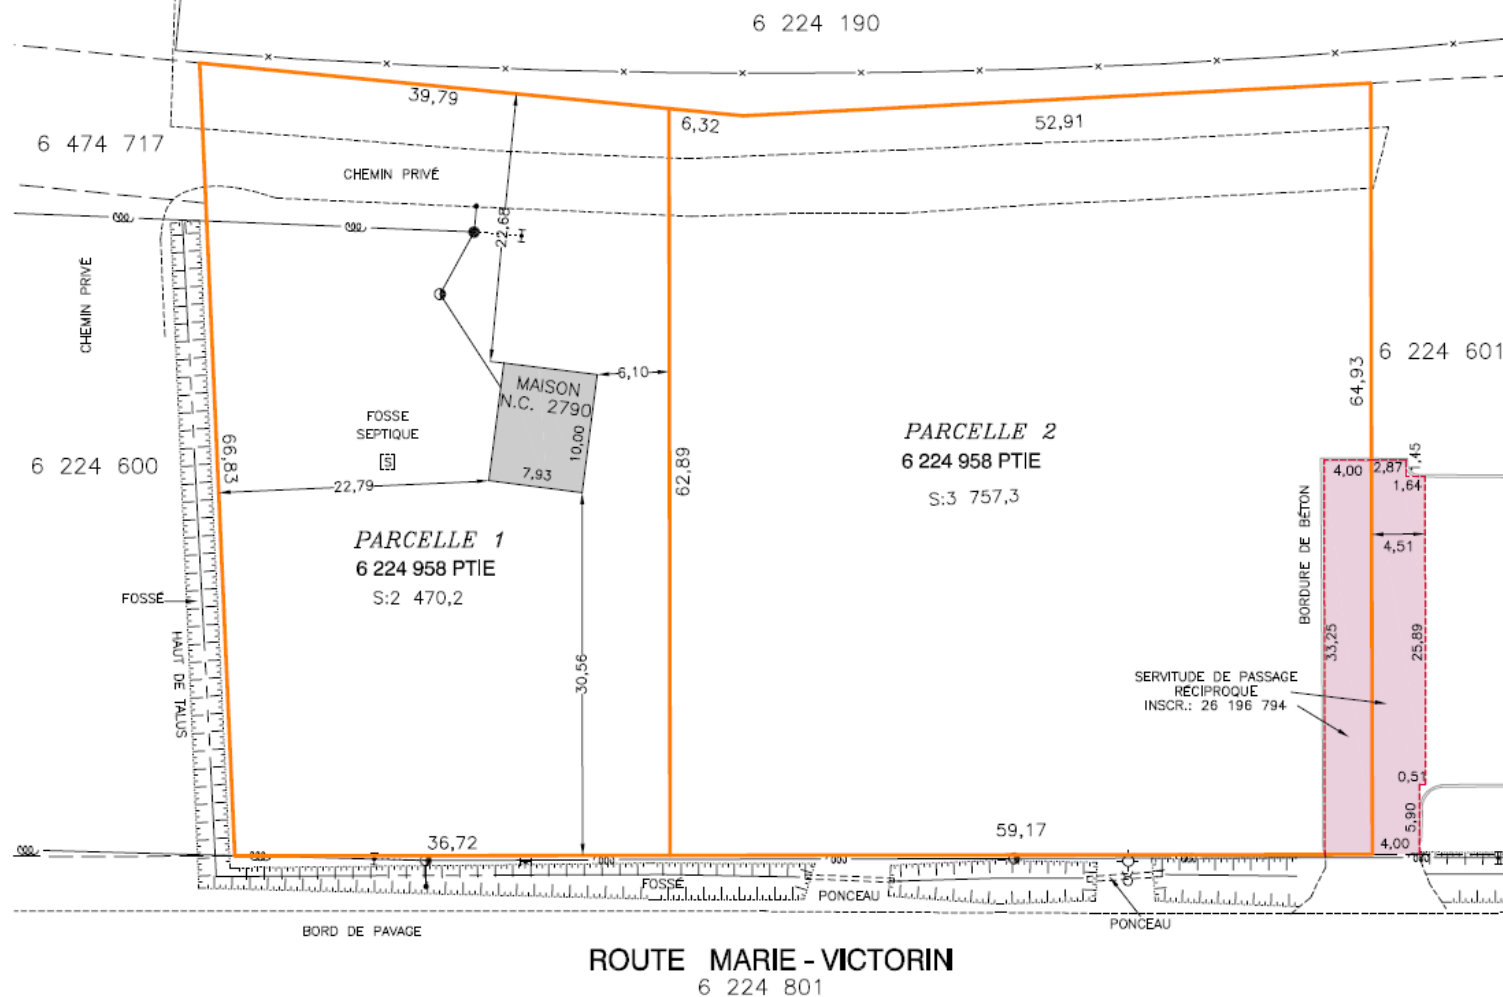 6 224 190
39,79
6,32
52,91
6 474 717
CHEMIN PRIVÉ
22,68
CHEMIN PRIVÉ
6 224 601
64,93
6,10
MAISON
N.C. 2790
10,00
7,93
FOSSE
SEPTIQUE
S
66,83
6 224 600
22,79
62,89
PARCELLE 2
6 224 958 PTIE
S:3 757,3
4,00
2,87
1,45
1,64
BORDURE DE BÉTON
4,51
PARCELLE 1
6 224 958 PTIE
S:2 470,2
FOSSÉ
HAUT DE TALUS
30,56
33,25
25,89
SERVITUDE DE PASSAGE
RÉCIPROQUE
INSCR.: 26 196 794
0,51
5,90
4,00
36,72
59,17
FOSSÉ
PONCEAU
PONCEAU
BORD DE PAVAGE
ROUTE MARIE-VICTORIN
6 224 801